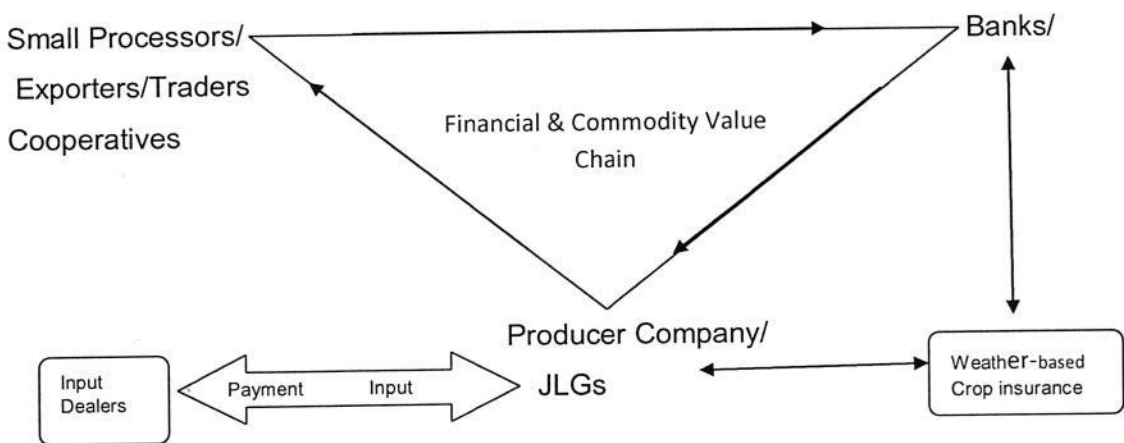 Small Processors/
Exporters/Traders
Cooperatives
Banks/
Financial & Commodity Value
Chain
Producer Company/
JLGs
Input
Dealers
Payment Input
Weather-based
Crop insurance